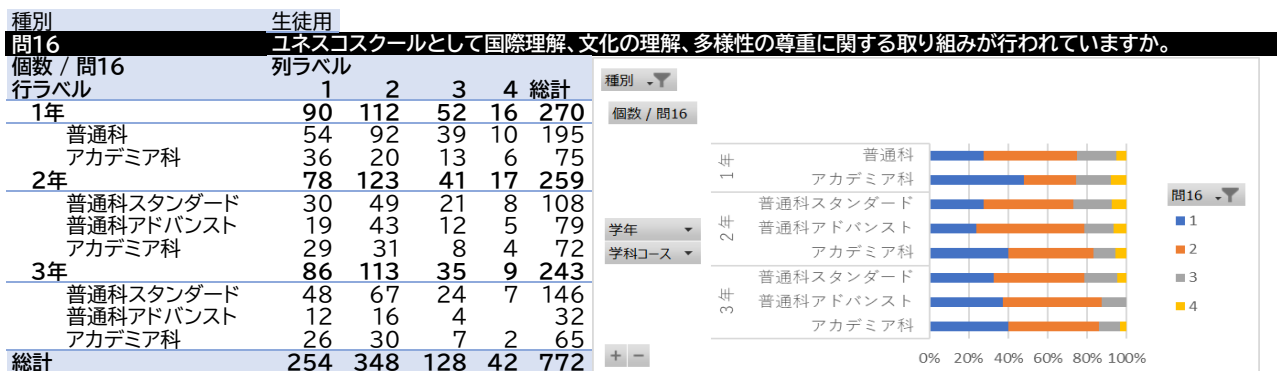 種別 生徒用
問16 ユネスコスクールとして国際理解、文化の理解、多様性の尊重に関する取り組みが行われていますか。
個数 / 問16 列ラベル
行ラベル 1 2 3 4 総計
1年 90 112 52 16 270
普通科 54 92 39 10 195
アカデミア科 36 20 13 6 75
2年 78 123 41 17 259
普通科スタンダード 30 49 21 8 108
普通科アドバンスト 19 43 12 5 79
アカデミア科 29 31 8 4 72
3年 86 113 35 9 243
普通科スタンダード 48 67 24 7 146
普通科アドバンスト 12 16 4 32
アカデミア科 26 30 7 2 65
総計 254 348 128 42 772
種別
個数 / 問16
学年
学科コース
1年
普通科
アカデミア科
2年
普通科スタンダード
普通科アドバンスト
アカデミア科
3年
普通科スタンダード
普通科アドバンスト
アカデミア科
0% 20% 40% 60% 80% 100%
問16
1
2
3
4